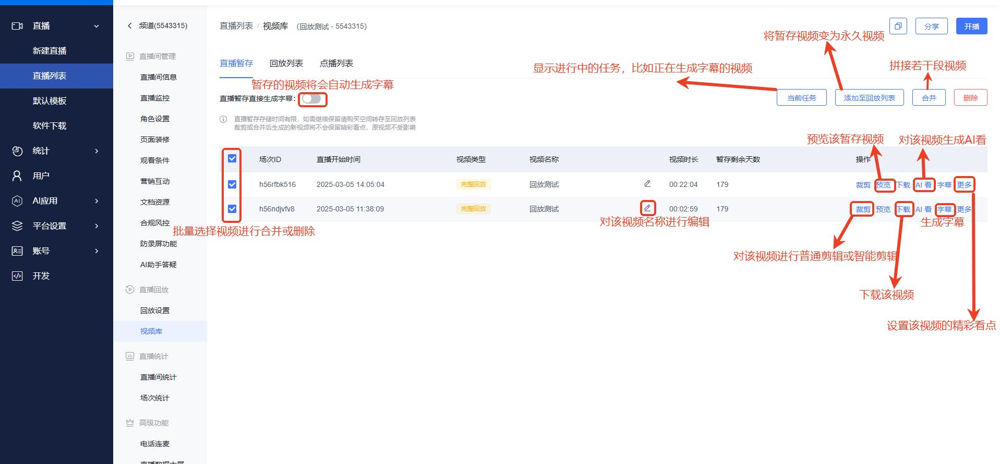 直播
新建直播
直播列表
默认模板
软件下载
统计
用户
AI应用
平台设置
账号
开发
频道(5543315)
直播间管理
直播间信息
直播监控
角色设置
页面装修
观看条件
营销互动
文档资源
合规风控
防录屏功能
AI助手答疑
直播回放
回放设置
视频库
直播统计
直播间统计
场次统计
高级功能
电话连麦
直播数据大屏
直播列表 / 视频库 (回放测试 - 5543315)
分享
开播
将暂存视频变为永久视频
直播暂存 回放列表 点播列表
显示进行中的任务，比如正在生成字幕的视频
拼接若干段视频
暂存的视频将会自动生成字幕
直播暂存直接生成字幕:
当前任务 添加至回放列表 合并 删除
直播暂存存储时间有限，如需继续保留请购买空间转存至回放列表
裁剪或合并后生成的新视频将不会保留精彩看点，原视频不受影响
预览该暂存视频 对该视频生成AI看
场次ID 直播开始时间 视频类型 视频名称 视频时长 暂存剩余天数 操作
h56rfbk516 2025-03-05 14:05:04 完整回放 回放测试 00:22:04 179 裁剪 预览 下载 AI 看 字幕 更多
h56ndjvfv8 2025-03-05 11:38:09 完整回放 回放测试 00:02:59 179 裁剪 预览 下载 AI 看 字幕 更多
批量选择视频进行合并或删除
对该视频名称进行编辑
生成字幕
对该视频进行普通剪辑或智能剪辑
下载该视频
设置该视频的精彩看点